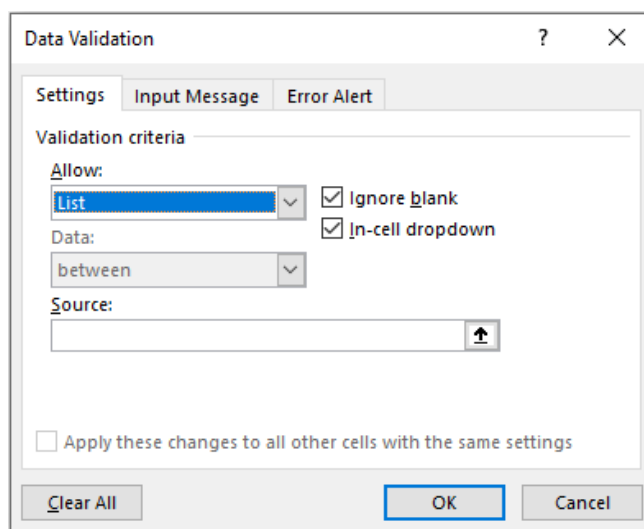 Data Validation ? ×
Settings Input Message Error Alert
Validation criteria
Allow:
List
Ignore blank
In-cell dropdown
Data:
between
Source:
Apply these changes to all other cells with the same settings
Clear All OK Cancel